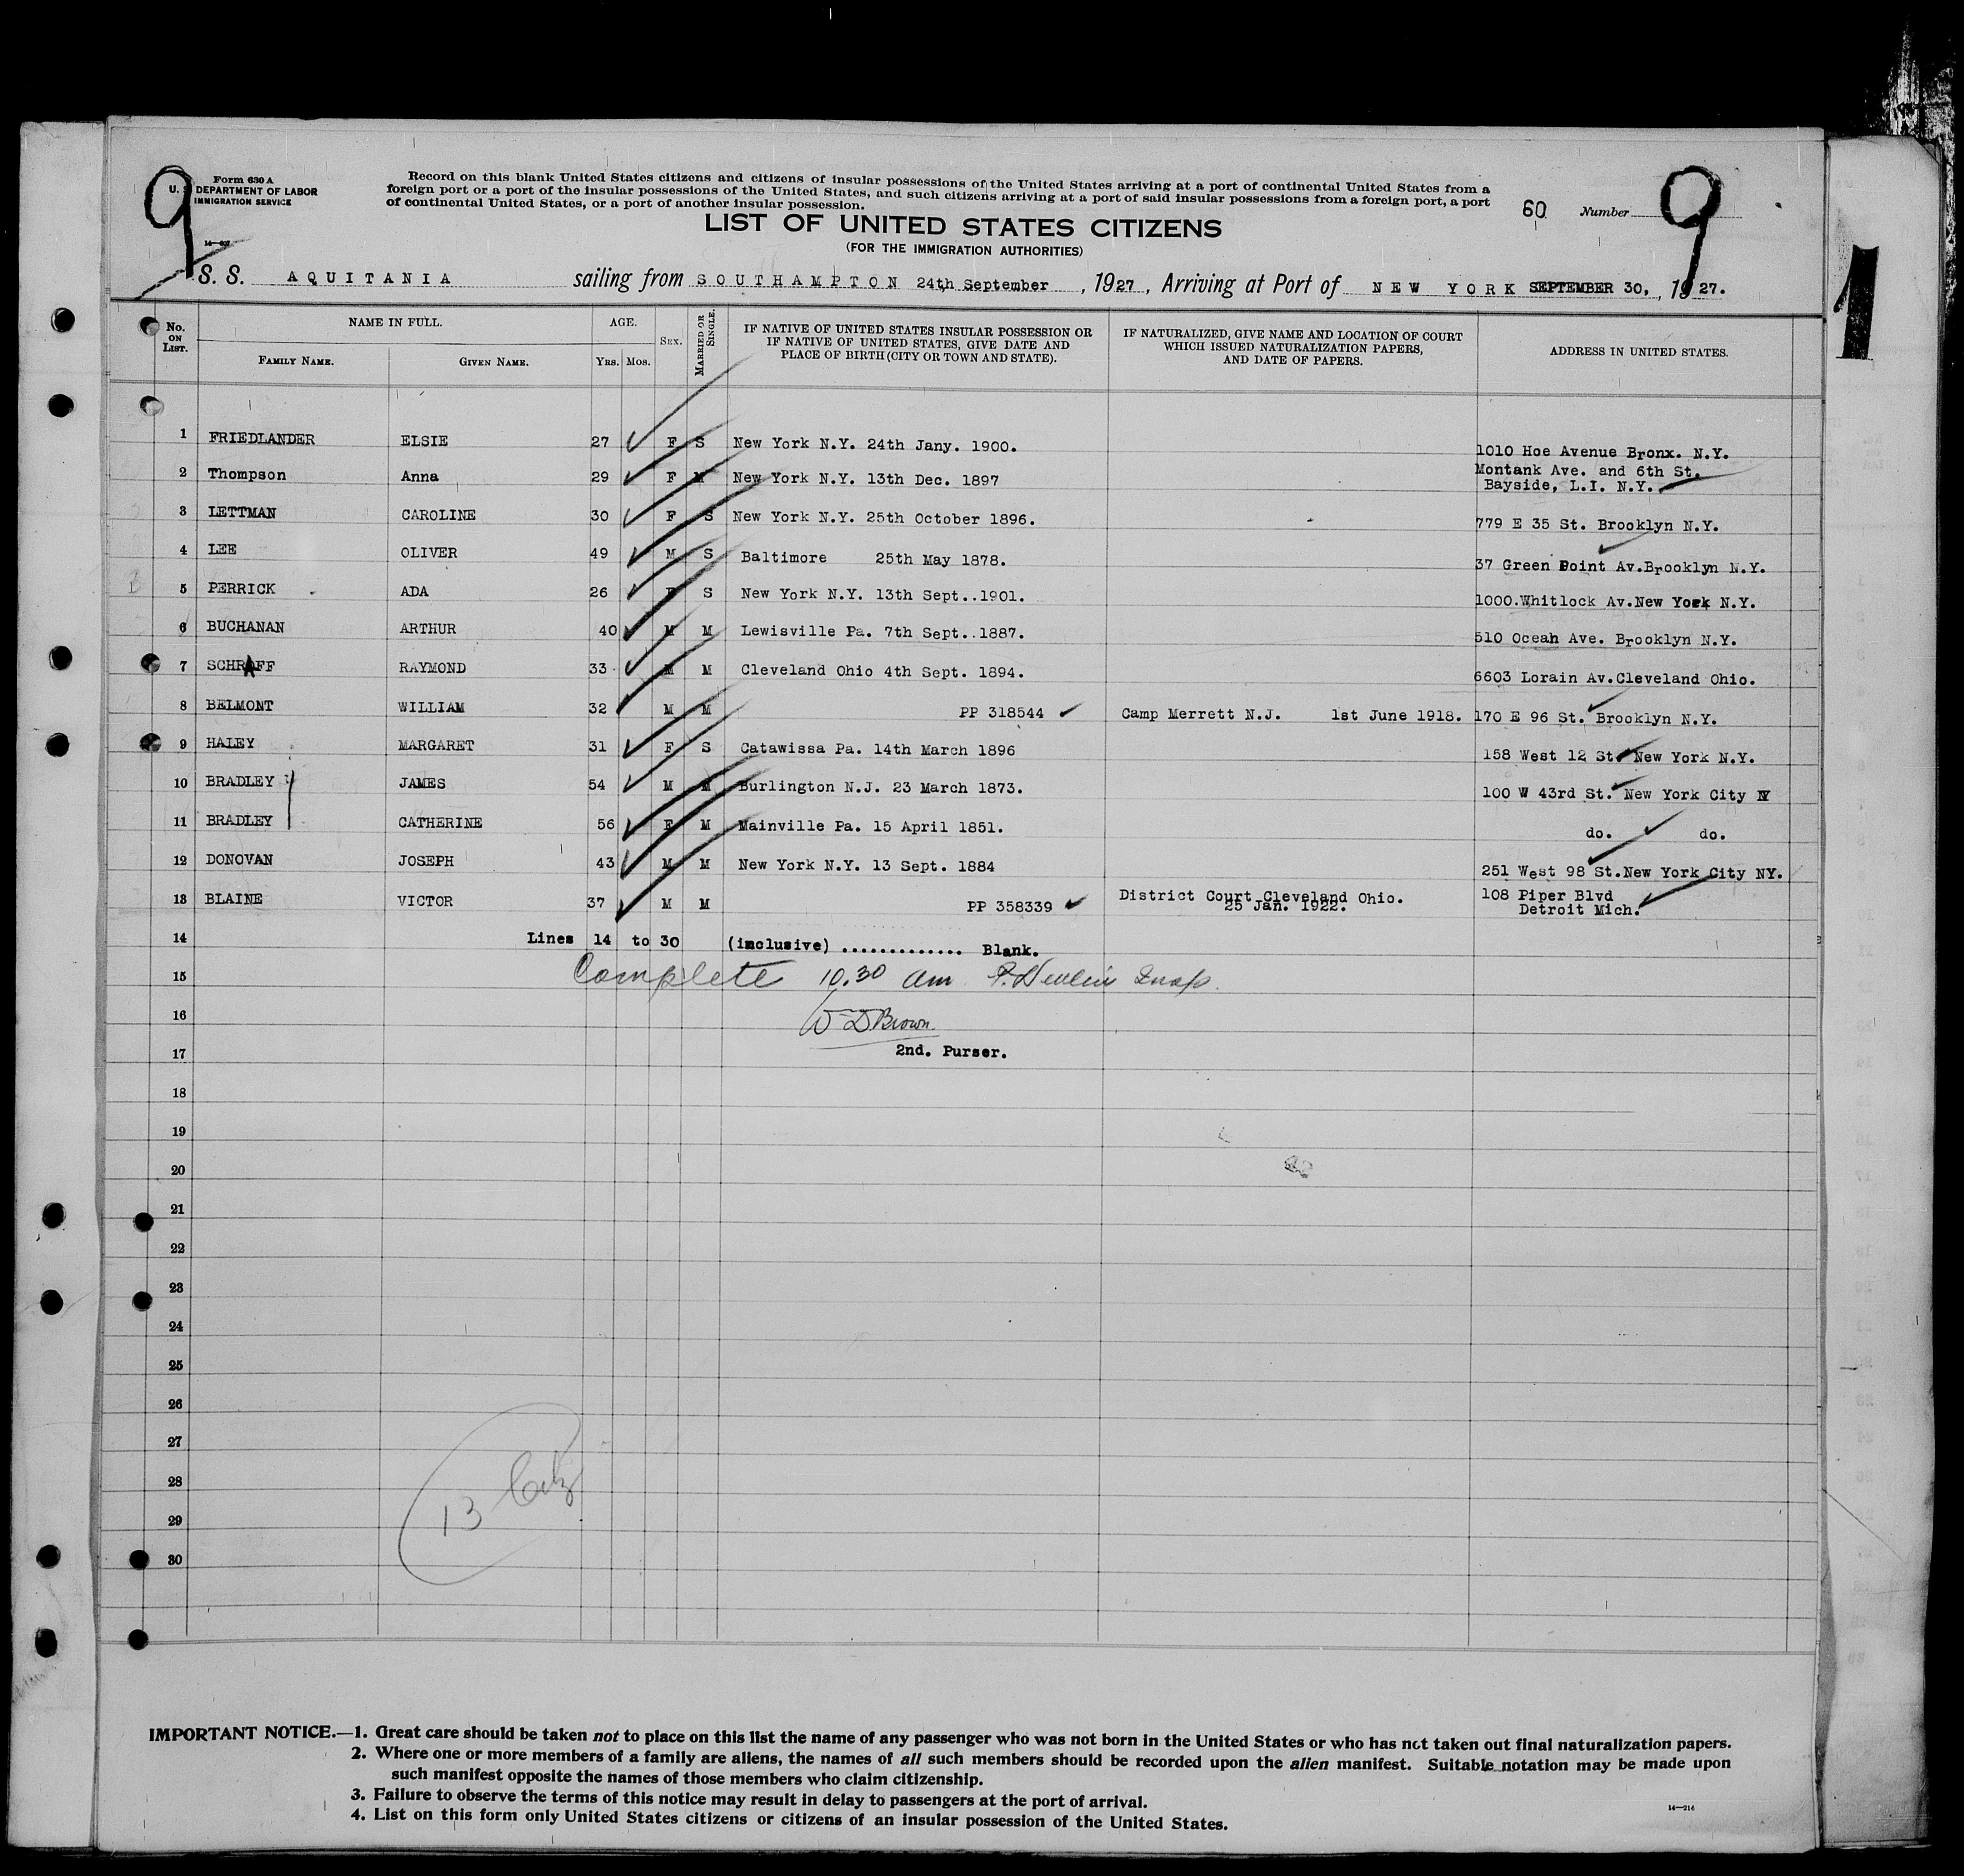 9
Form 630 A
U. S. DEPARTMENT OF LABOR
IMMIGRATION SERVICE
Record on this blank United States citizens and citizens of insular possessions of the United States arriving at a port of continental United States from a
foreign port or a port of the insular possessions of the United States, and such citizens arriving at a port of said insular possessions from a foreign port, a port
of continental United States, or a port of another insular possession.
60 Number 9
LIST OF UNITED STATES CITIZENS
(FOR THE IMMIGRATION AUTHORITIES)
S. S. AQUITANIA sailing from SOUTHAMPTON 24th September , 1927 , Arriving at Port of NEW YORK SEPTEMBER 30, , 1927.
1
No. ON LIST. NAME IN FULL. FAMILY NAME. GIVEN NAME. AGE. Yrs. Mos. SEX. MARRIED OR SINGLE. IF NATIVE OF UNITED STATES INSULAR POSSESSION OR IF NATIVE OF UNITED STATES, GIVE DATE AND PLACE OF BIRTH (CITY OR TOWN AND STATE). IF NATURALIZED, GIVE NAME AND LOCATION OF COURT WHICH ISSUED NATURALIZATION PAPERS, AND DATE OF PAPERS. ADDRESS IN UNITED STATES.
1 FRIEDLANDER ELSIE 27 F S New York N.Y. 24th Jany. 1900. 1010 Hoe Avenue Bronx. N.Y.
2 Thompson Anna 29 F M New York N.Y. 13th Dec. 1897 Montank Ave. and 6th St.
Bayside, L.I. N.Y.
3 LETTMAN CAROLINE 30 F S New York N.Y. 25th October 1896. 779 E 35 St. Brooklyn N.Y.
4 LEE OLIVER 49 M S Baltimore 25th May 1878. 37 Green Point Av.Brooklyn N.Y.
5 PERRICK ADA 26 F S New York N.Y. 13th Sept..1901. 1000.Whitlock Av.New York N.Y.
6 BUCHANAN ARTHUR 40 M M Lewisville Pa. 7th Sept..1887. 510 Ocean Ave. Brooklyn N.Y.
7 SCHRAFF RAYMOND 33 M M Cleveland Ohio 4th Sept. 1894. 6603 Lorain Av.Cleveland Ohio.
8 BELMONT WILLIAM 32 M M PP 318544 Camp Merrett N.J. 1st June 1918. 170 E 96 St. Brooklyn N.Y.
9 HALEY MARGARET 31 F S Catawissa Pa. 14th March 1896 158 West 12 St. New York N.Y.
10 BRADLEY JAMES 54 M M Burlington N.J. 23 March 1873. 100 W 43rd St. New York City NY
11 BRADLEY CATHERINE 56 F M Mainville Pa. 15 April 1851. do. do.
12 DONOVAN JOSEPH 43 M M New York N.Y. 13 Sept. 1884 251 West 98 St.New York City NY.
13 BLAINE VICTOR 37 M M PP 358339 District Court Cleveland Ohio. 108 Piper Blvd
25 Jan. 1922. Detroit Mich.
14 Lines 14 to 30 (inclusive) ............. Blank.
15 Complete 10.30 am
16 W D. Brown.
17 2nd. Purser.
18
19
20
21
22
23
24
25
26
27
28
29
30
13
IMPORTANT NOTICE.—1. Great care should be taken not to place on this list the name of any passenger who was not born in the United States or who has not taken out final naturalization papers.
2. Where one or more members of a family are aliens, the names of all such members should be recorded upon the alien manifest. Suitable notation may be made upon
such manifest opposite the names of those members who claim citizenship.
3. Failure to observe the terms of this notice may result in delay to passengers at the port of arrival.
4. List on this form only United States citizens or citizens of an insular possession of the United States.
14—216